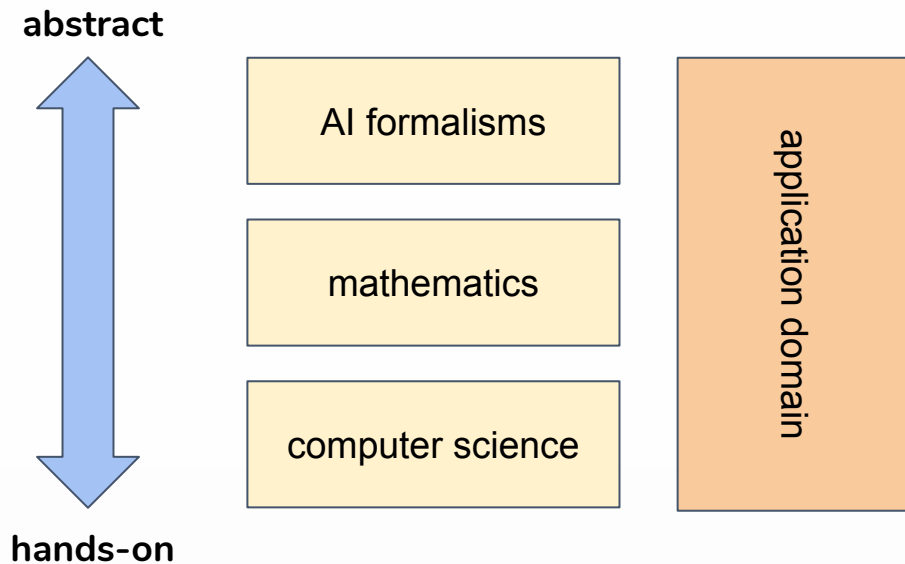 abstract
AI formalisms
mathematics
computer science
application domain
hands-on